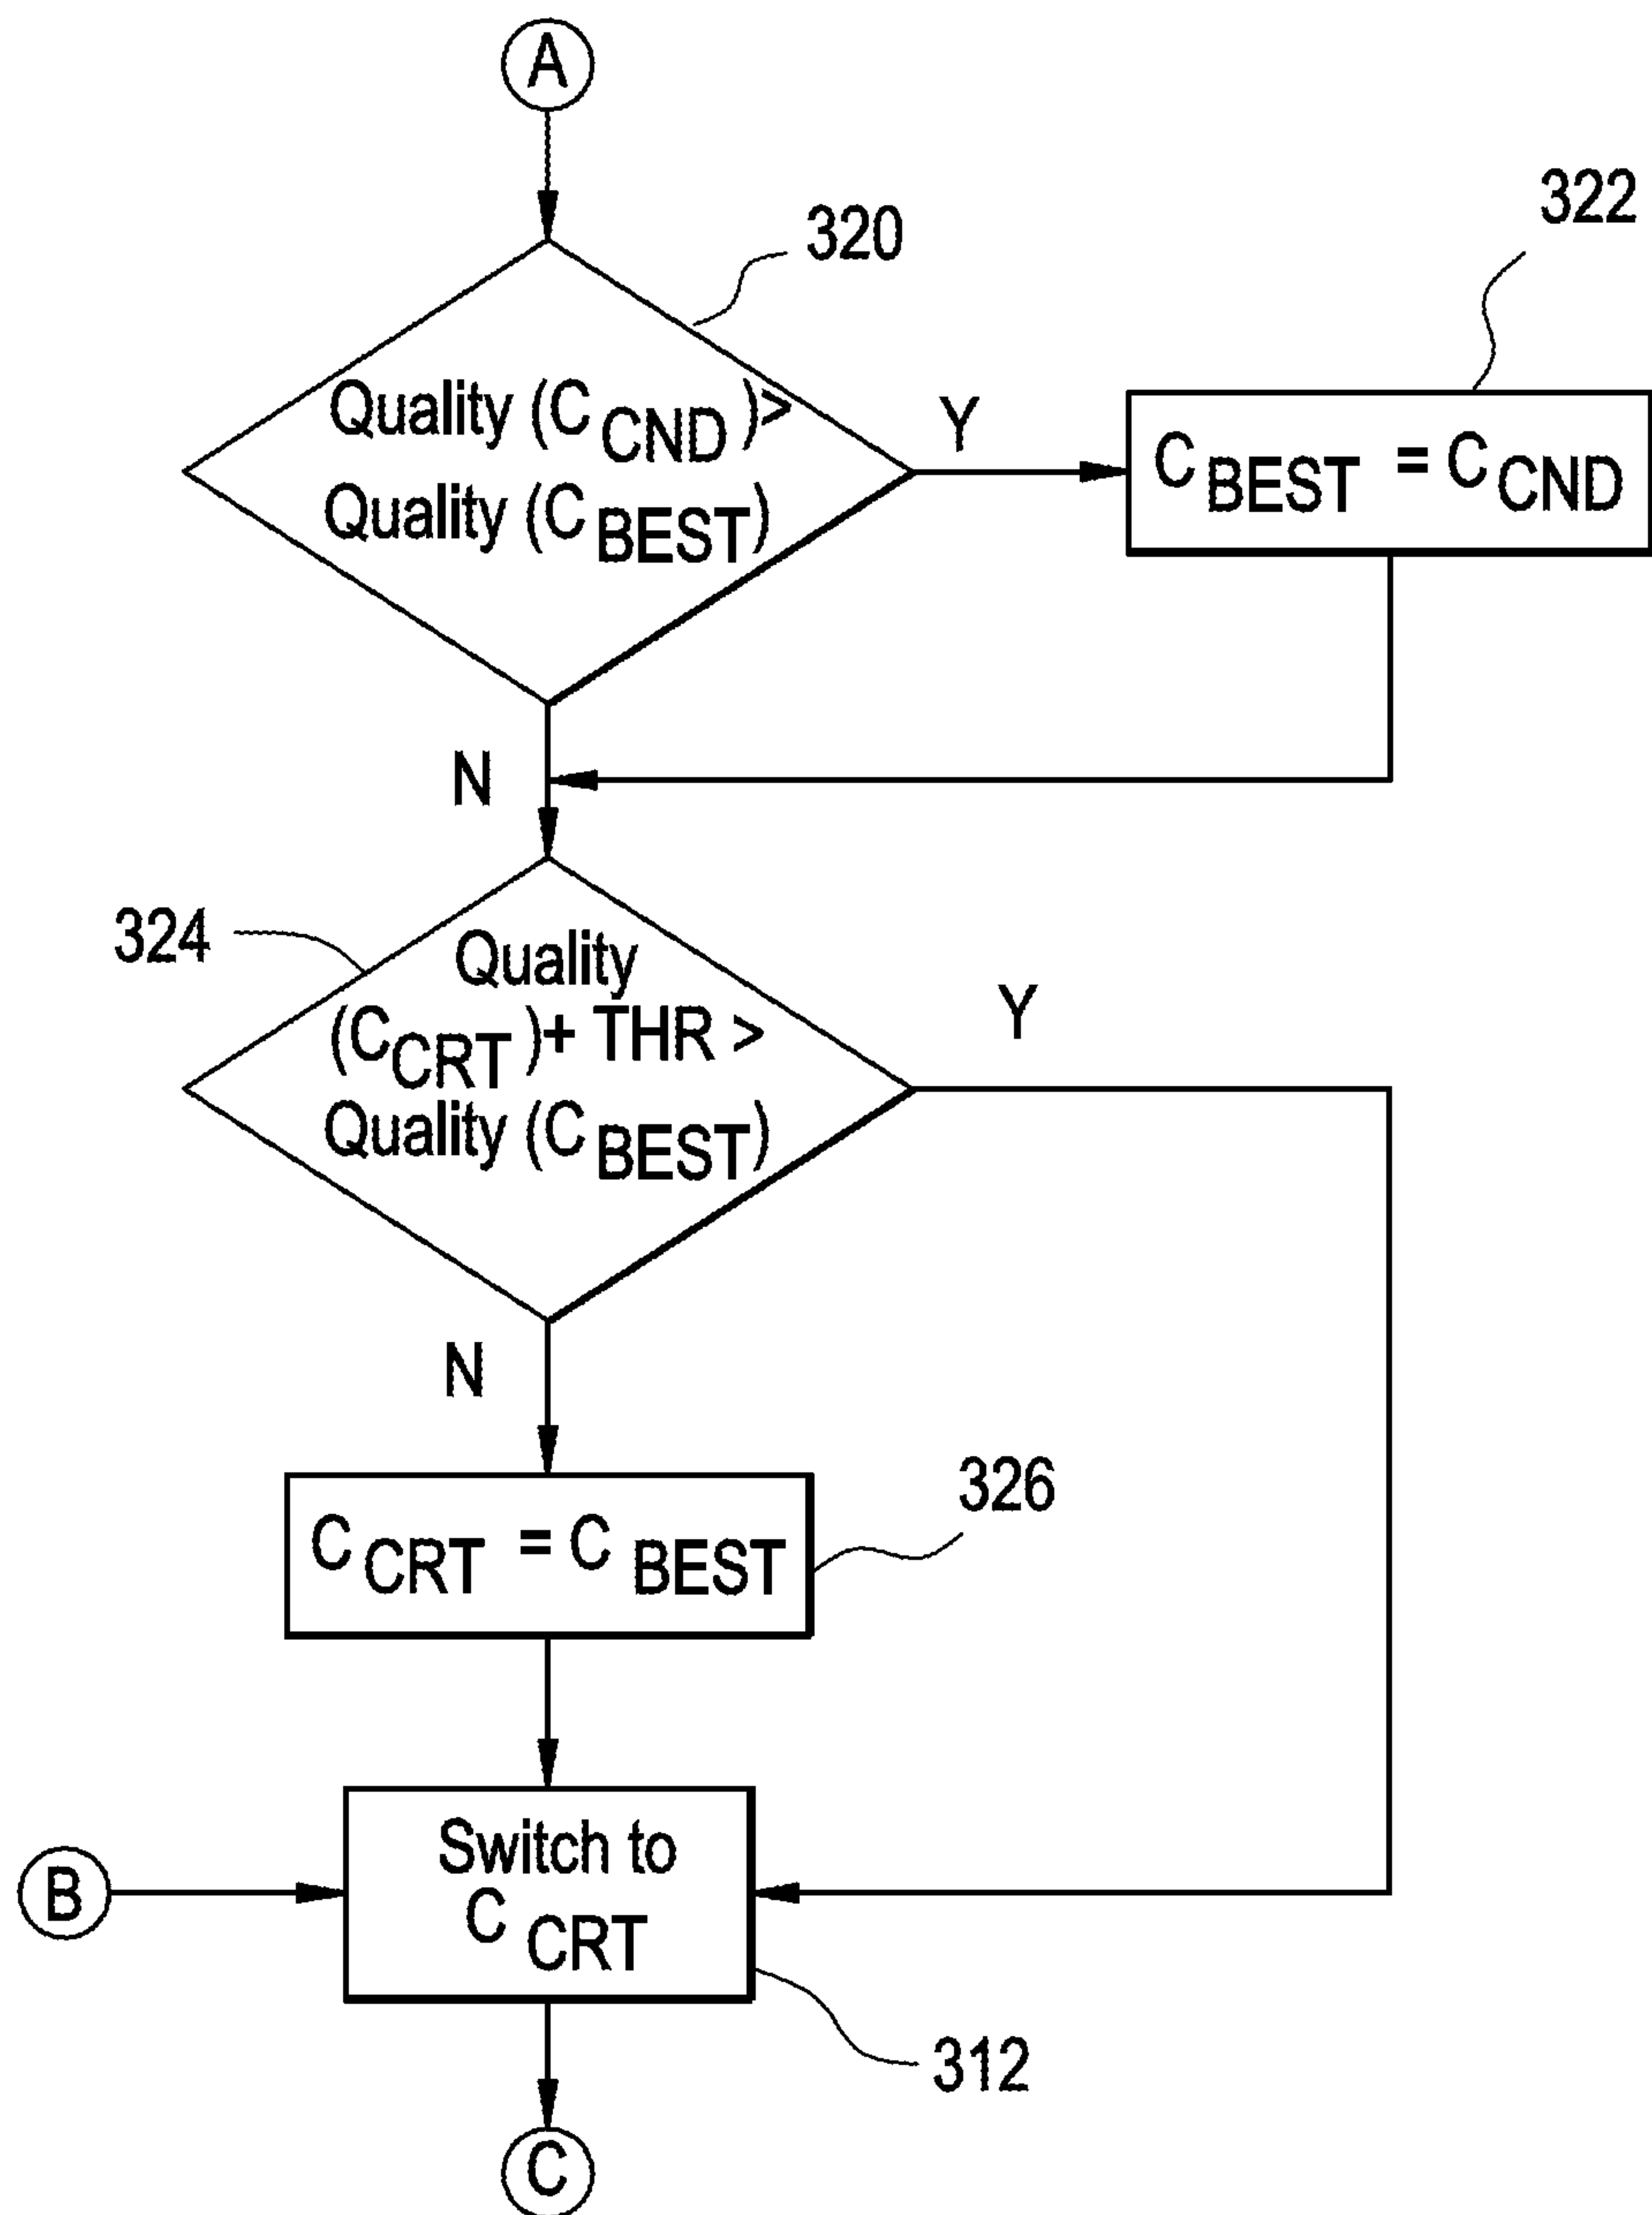 A
320
322
Quality (C CND )>
Quality (C BEST)
Y
C BEST = C CND
N
324
Quality
(C CRT )+ THR >
Quality (C BEST)
Y
N
326
C CRT = C BEST
Switch to
C CRT
B
312
C